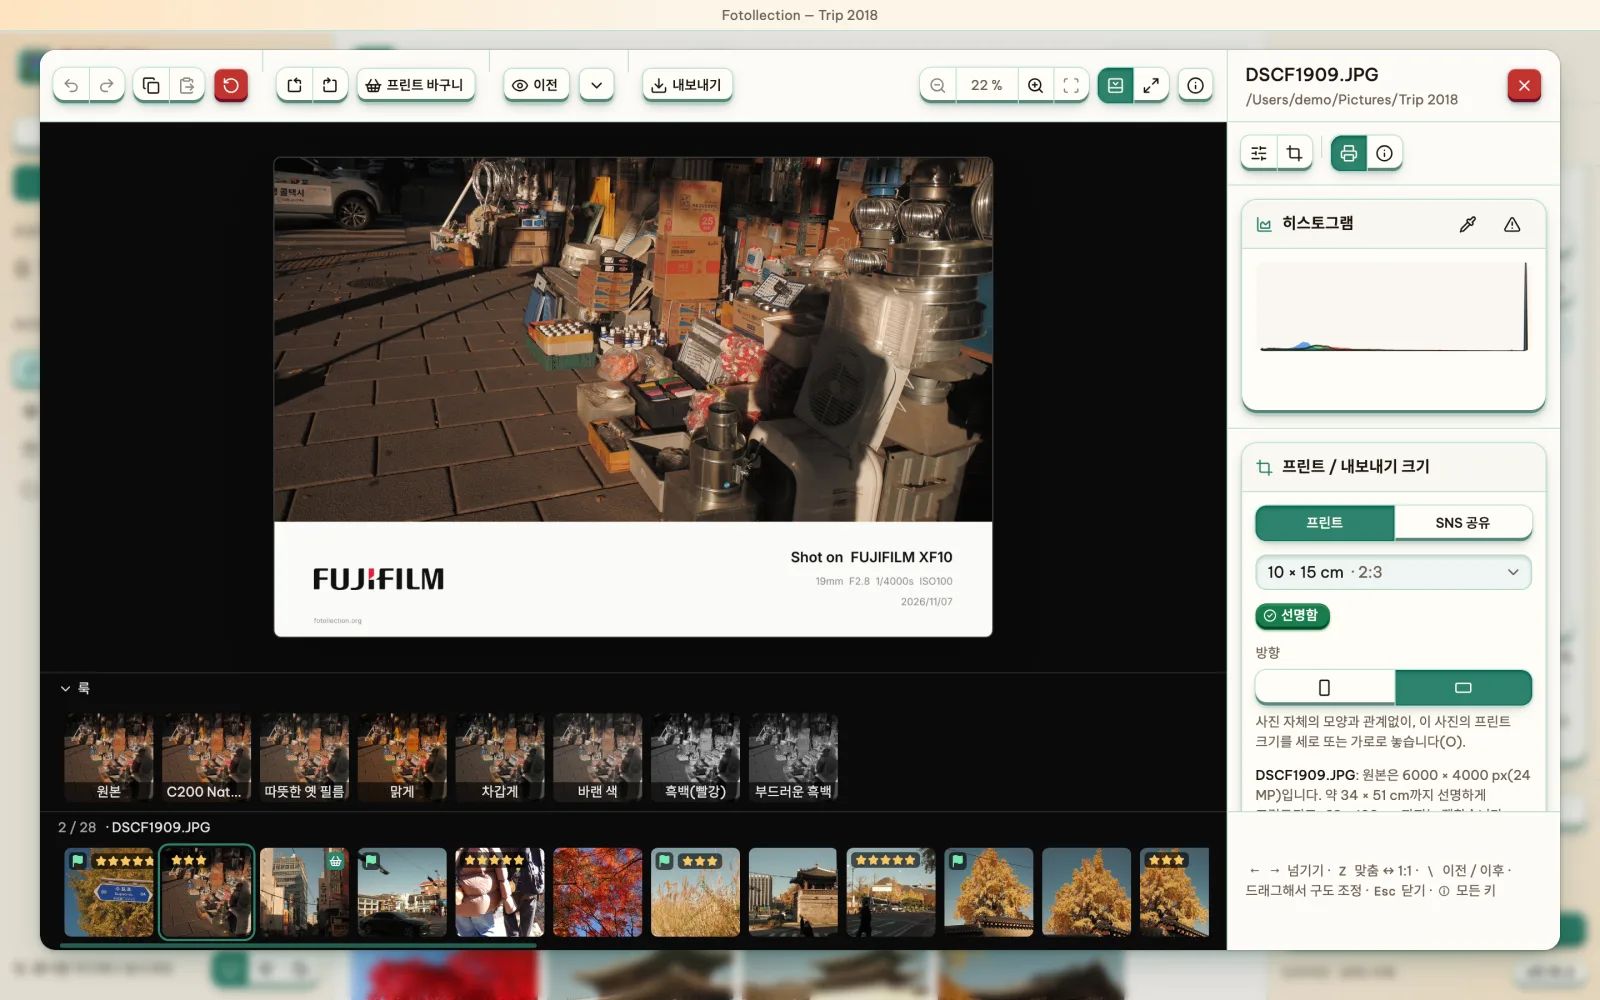 Fotollection — Trip 2018
프린트 바구니
이전
내보내기
22 %
DSCF1909.JPG
/Users/demo/Pictures/Trip 2018
히스토그램
콜택시
FUJIFILM
fotollection.org
Shot on FUJIFILM XF10
19mm F2.8 1/4000s ISO100
2026/11/07
프린트 / 내보내기 크기
프린트
SNS 공유
10 × 15 cm · 2:3
선명함
방향
사진 자체의 모양과 관계없이, 이 사진의 프린트
크기를 세로 또는 가로로 놓습니다(O).
DSCF1909.JPG: 원본은 6000 × 4000 px(24
MP)입니다. 약 34 × 51 cm까지 선명하게
룩
원본
C200 Nat...
따뜻한 옛 필름
맑게
차갑게
바랜 색
흑백(빨강)
부드러운 흑백
2 / 28 · DSCF1909.JPG
← → 넘기기 · Z 맞춤 ↔ 1:1 · \ 이전 / 이후 ·
드래그해서 구도 조정 · Esc 닫기 · ⓘ 모든 키